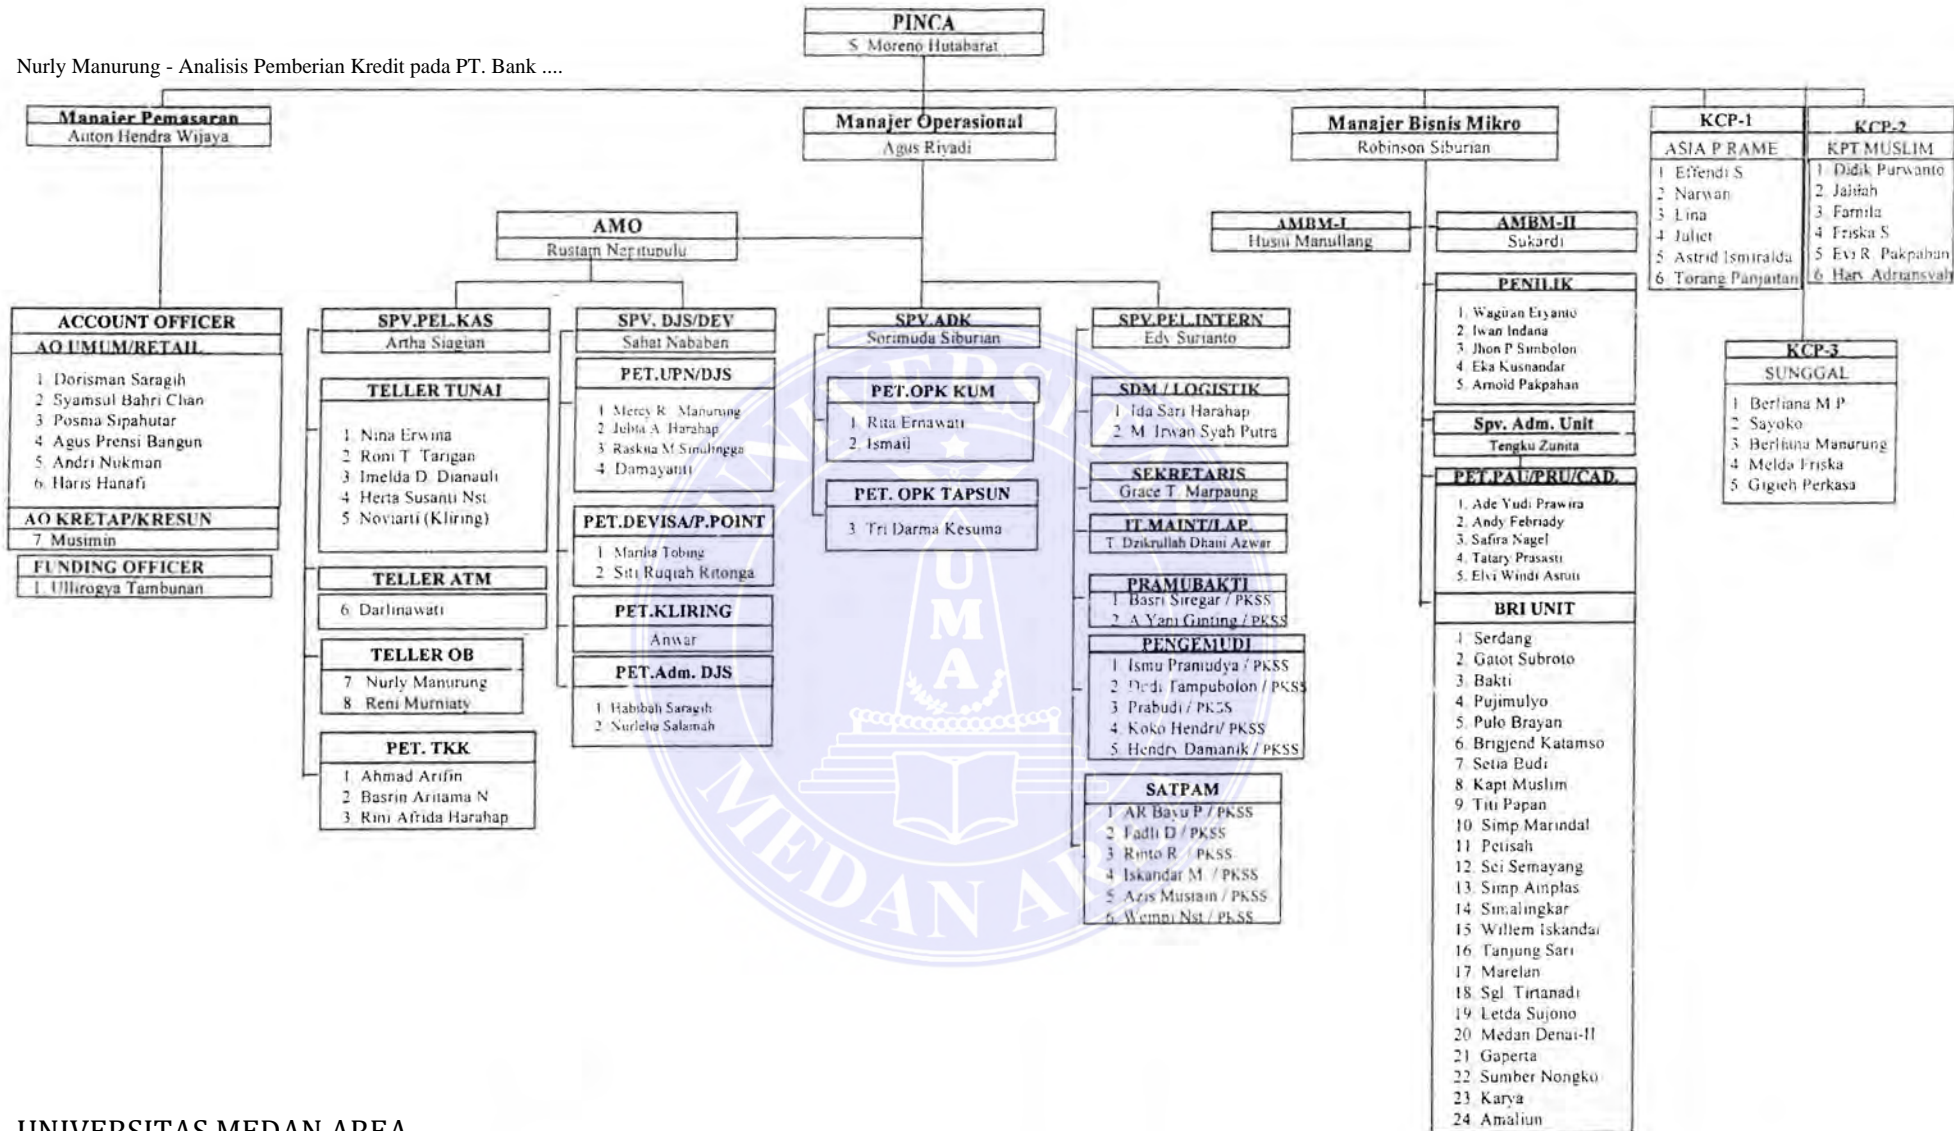 PINCA
S. Moreno Hutabarat
Nurly Manurung - Analisis Pemberian Kredit pada PT. Bank ....
Manajer Pemasaran
Anton Hendra Wijaya
Manajer Operasional
Agus Riyadi
Manajer Bisnis Mikro
Robinson Siburian
KCP-1
ASIA P RAME
1 Effendi S
2 Narwan
3 Lina
4 Juliet
5 Astrid Ismiralda
6 Torang Panjaitan
KCP-2
KPT MUSLIM
1. Didik Purwanto
2. Jahiah
3. Famila
4 Friska S
5 Evi R. Pakpahan
6 Hary Adriansyah
KCP-3
SUNGGAL
1 Berliana M P
2 Sayoko
3 Berliana Manurung
4 Melda Friska
5 Gigieh Perkasa
AMO
Rustam Napitupulu
AMBM-I
Husni Manullang
AMBM-II
Sukardi
ACCOUNT OFFICER
AO UMUM/RETAIL
1. Dorisman Saragih
2 Syamsul Bahri Chan
3 Posma Sipahutar
4 Agus Prensi Bangun
5. Andri Nukman
6. Haris Hanafi
AO KRETAP/KRESUN
7 Musimin
FUNDING OFFICER
1. Ullirogya Tambunan
SPV.PEL.KAS
Artha Siagian
TELLER TUNAI
1. Nina Erwina
2 Roni T. Tarigan
3 Imelda D. Dianauli
4 Herta Susanti Nst
5 Noviarti (Kliring)
TELLER ATM
6 Darlinawati
TELLER OB
7 Nurly Manurung
8 Reni Murniaty
PET. TKK
1 Ahmad Arifin
2 Basrin Aritama N
3 Rini Afrida Harahap
SPV. DJS/DEV
Sahat Nababan
PET.UPN/DJS
1 Mercy R. Manurung
2 Harahap
3 Raskita M
4 Damayanti
PET.DEVISA/P.POINT
1 Martha Tobing
2 Siti Ruqiah Ritonga
PET.KLIRING
Anwar
PET.Adm. DJS
1 Habibah Saragih
2 Nurleha Salamah
SPV.ADK
Sorimuda Siburian
PET.OPK KUM
1. Rita Ernawati
2. Ismail
PET. OPK TAPSUN
3. Tri Darma Kesuma
SPV.PEL.INTERN
Edy Surianto
SDM / LOGISTIK
1. Ida Sari Harahap
2. M. Irwan Syah Putra
SEKRETARIS
Grace T. Marpaung
IT.MAINT/LAP.
T. Dzikrullah Dhani Azwar
PRAMUBAKTI
1 Basri Siregar / PKSS
2 A Yani Ginting / PKSS
PENGEMUDI
1 Ismu Pramudya / PKSS
2 Dedi Tampubolon / PKSS
3 Prabudi / PKSS
4. Koko Hendri/ PKSS
5. Hendry Damanik / PKSS
SATPAM
1 AR Bayu P / PKSS
2 Fadli D / PKSS
3 Rinto R. / PKSS
4 Iskandar M. / PKSS
5 Azis Mustain / PKSS
6 Wempi Nst / PKSS
PENILIK
1. Wagiran Eryanto
2. Iwan Indana
3. Jhon P Simbolon
4. Eka Kusnandar
5. Arnold Pakpahan
Spv. Adm. Unit
Tengku Zunita
PET.PAU/PRU/CAD.
1. Ade Yudi Prawira
2. Andy Febriady
3. Safira Nagel
4. Tatary Prasasti
5. Elvi Windi Astuti
BRI UNIT
1 Serdang
2. Gatot Subroto
3. Bakti
4. Pujimulyo
5. Pulo Brayan
6. Brigjend Katamso
7. Setia Budi
8. Kapt Muslim
9. Titi Papan
10. Simp Marindal
11 Petisah
12. Sei Semayang
13. Simp Amplas
14. Simalingkar
15 Willem Iskandar
16 Tanjung Sari
17 Marelan
18. Sgl. Tirtanadi
19. Letda Sujono
20. Medan Denai-II
21 Gaperta
22. Sumber Nongko
23. Karya
24. Amaliun
UNIVERSITAS MEDAN AREA
UMA
UNIVERSITAS MEDAN AREA